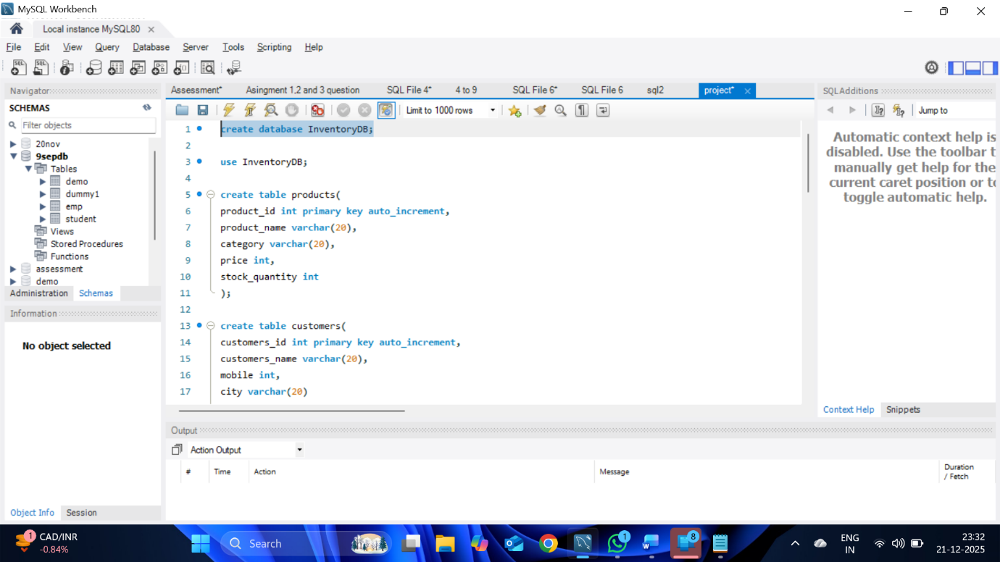 MySQL Workbench
Local instance MySQL80
File Edit View Query Database Server Tools Scripting Help
Navigator
SCHEMAS
Filter objects
20nov
9sepdb
Tables
demo
dummy1
emp
student
Views
Stored Procedures
Functions
assessment
demo
Administration Schemas
Information
No object selected
Object Info Session
Assessment* Asingment 1,2 and 3 question SQL File 4* 4 to 9 SQL File 6* SQL File 6 sql2 project*
Limit to 1000 rows
1 create database InventoryDB;
2
3 use InventoryDB;
4
5 create table products(
6 product_id int primary key auto_increment,
7 product_name varchar(20),
8 category varchar(20),
9 price int,
10 stock_quantity int
11 );
12
13 create table customers(
14 customers_id int primary key auto_increment,
15 customers_name varchar(20),
16 mobile int,
17 city varchar(20)
SQLAdditions
Jump to
Automatic context help is
disabled. Use the toolbar t
manually get help for the
current caret position or to
toggle automatic help.
Context Help Snippets
Output
Action Output
# Time Action Message Duration / Fetch
1 CAD/INR
-0.84%
Search
1
8
ENG
IN
23:32
21-12-2025